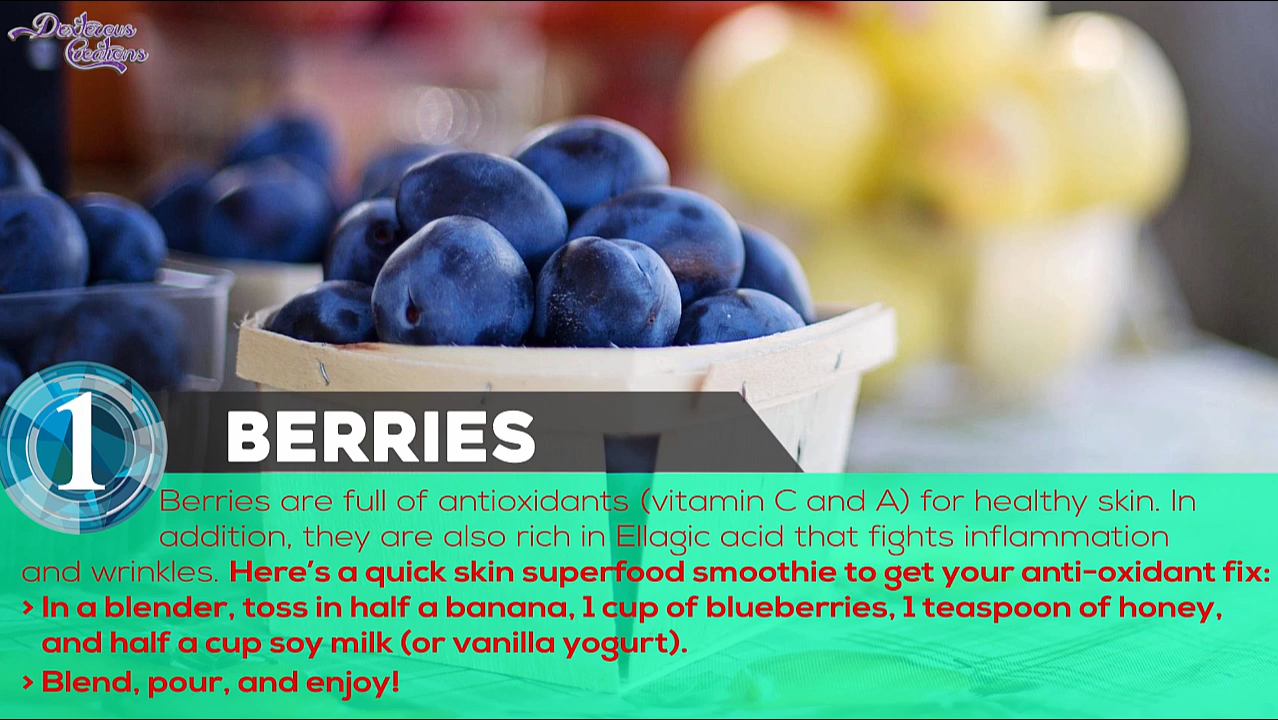 Dexterous
Creations
1
BERRIES
Berries are full of antioxidants (vitamin C and A) for healthy skin. In
addition, they are also rich in Ellagic acid that fights inflammation
and wrinkles. Here's a quick skin superfood smoothie to get your anti-oxidant fix:
> In a blender, toss in half a banana, 1 cup of blueberries, 1 teaspoon of honey,
and half a cup soy milk (or vanilla yogurt).
> Blend, pour, and enjoy!